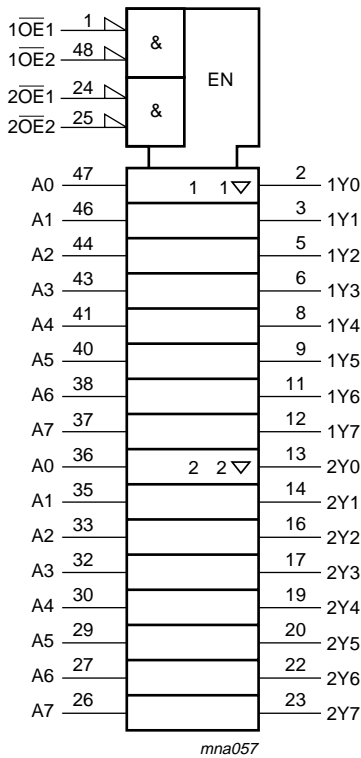 1OE1 1
1OE2 48
2OE1 24
2OE2 25
&
&
EN
A0 47 1 1 ▽ 2 1Y0
A1 46 3 1Y1
A2 44 5 1Y2
A3 43 6 1Y3
A4 41 8 1Y4
A5 40 9 1Y5
A6 38 11 1Y6
A7 37 12 1Y7
A0 36 2 2 ▽ 13 2Y0
A1 35 14 2Y1
A2 33 16 2Y2
A3 32 17 2Y3
A4 30 19 2Y4
A5 29 20 2Y5
A6 27 22 2Y6
A7 26 23 2Y7
mna057